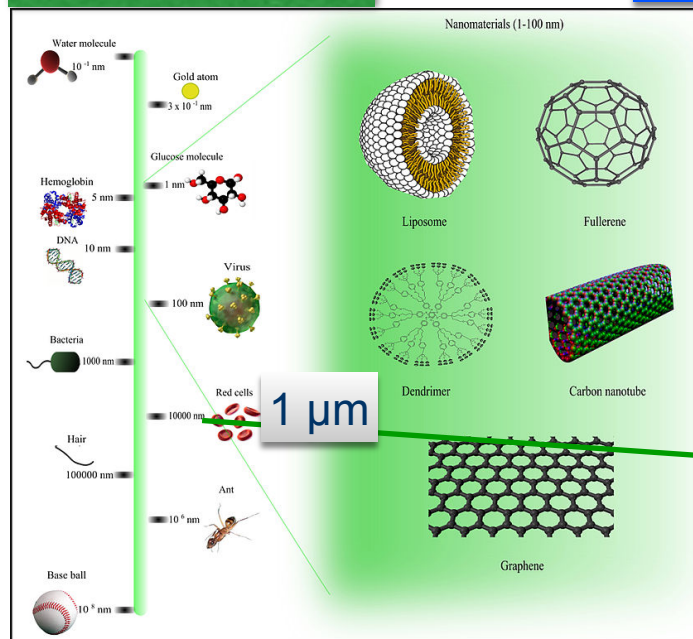 Nanomaterials (1-100 nm)
Water molecule
10⁻¹ nm
Gold atom
3 x 10⁻¹ nm
Glucose molecule
1 nm
Hemoglobin
5 nm
DNA
10 nm
Virus
100 nm
Bacteria
1000 nm
Red cells
10000 nm
Hair
100000 nm
Ant
10⁶ nm
Base ball
10⁸ nm
Liposome
Fullerene
Dendrimer
Carbon nanotube
1 µm
Graphene